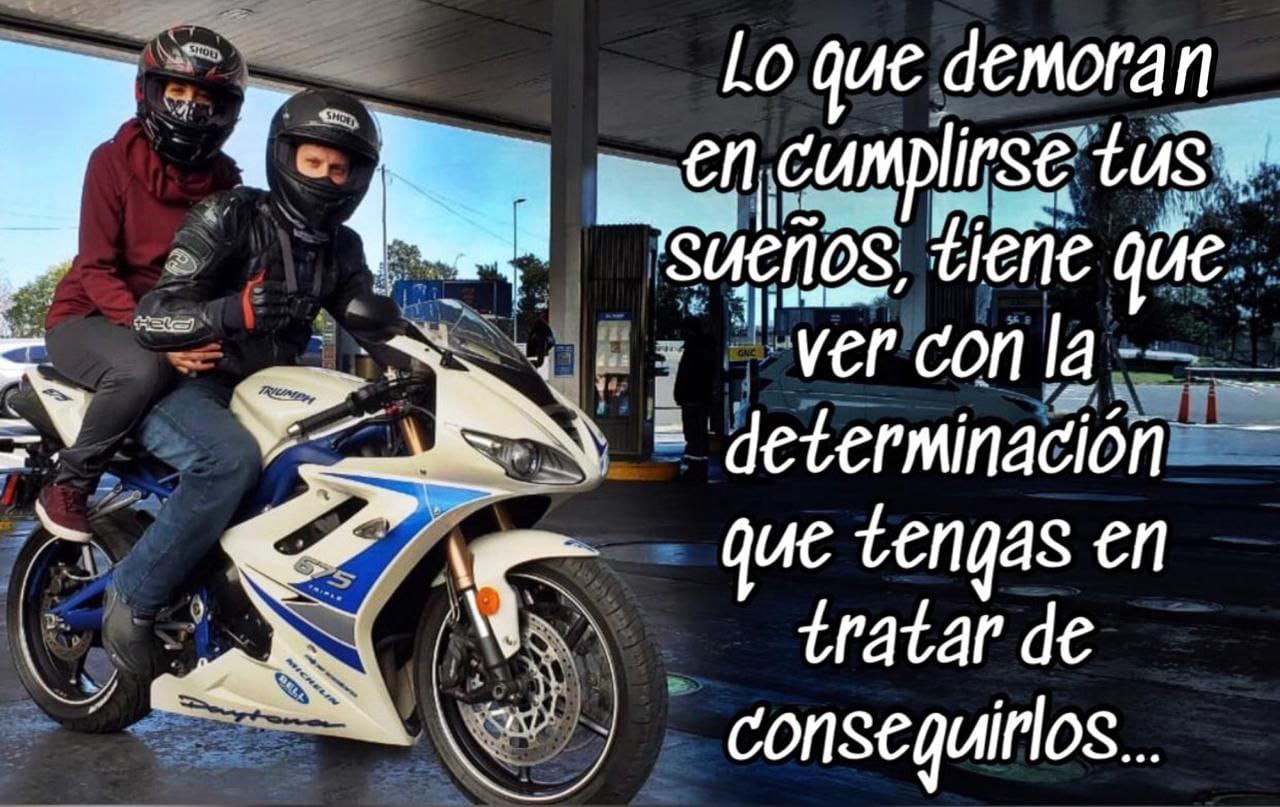 Lo que demoran
en cumplirse tus
sueños, tiene que
ver con la
determinación
que tengas en
tratar de
conseguirlos...
SHOEI
SHOEI
Held
TRIUMPH
675
GNC
675
TRIPLE
MICHELIN
BELL
Daytona